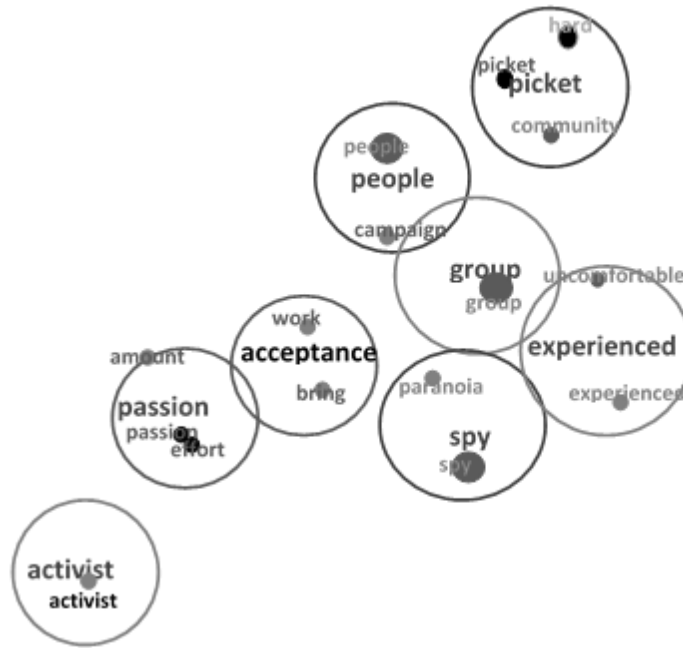 hard
picket
picket
community
people
people
campaign
group
group
uncomfortable
experienced
experienced
work
acceptance
bring
amount
passion
passion
effort
paranoia
spy
spy
activist
activist